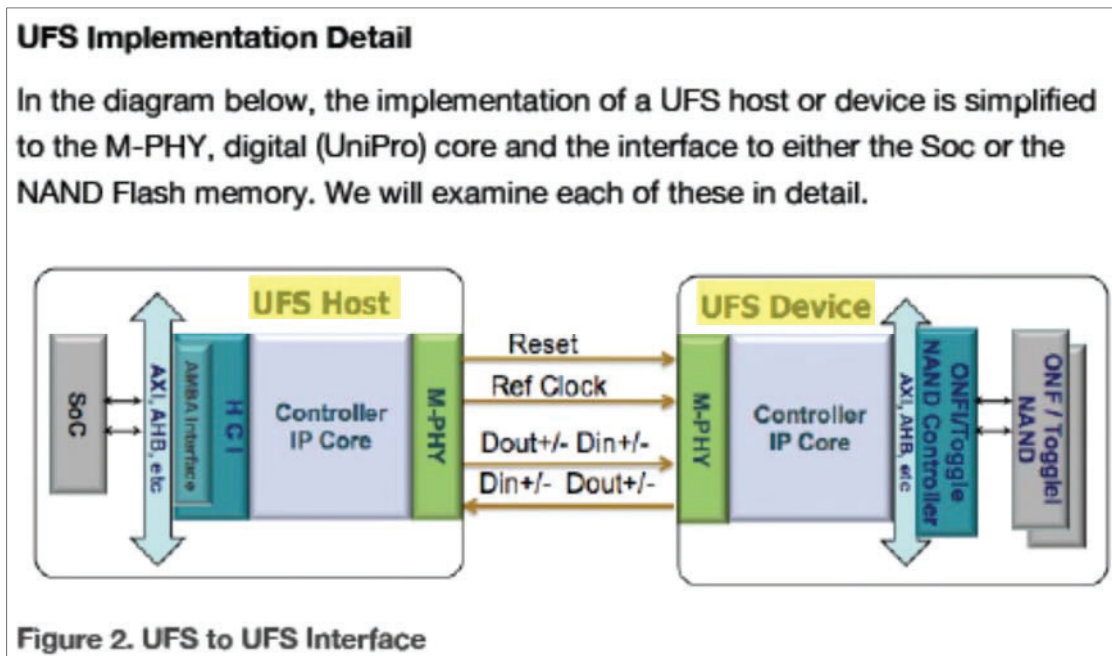 UFS Implementation Detail
In the diagram below, the implementation of a UFS host or device is simplified
to the M-PHY, digital (UniPro) core and the interface to either the Soc or the
NAND Flash memory. We will examine each of these in detail.
UFS Host
SoC
AXI, AHB, etc
AMBA Interface
HCI
Controller
IP Core
M-PHY
Reset
Ref Clock
Dout+/- Din+/-
Din+/- Dout+/-
UFS Device
M-PHY
Controller
IP Core
AXI, AHB, etc
ONFI/Toggle
NAND Controller
ONF / Togglel
NAND
Figure 2. UFS to UFS Interface